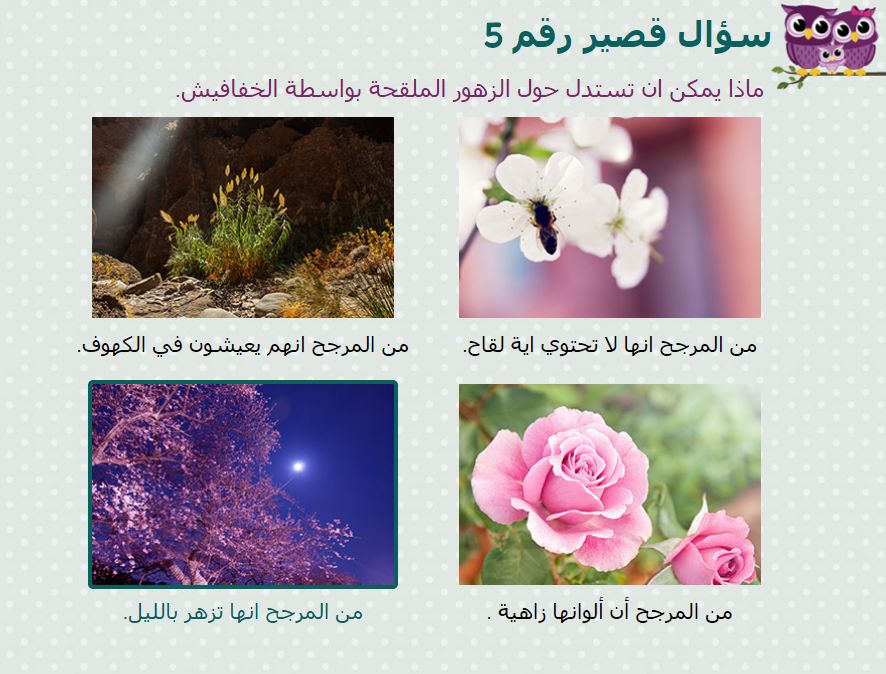 سؤال قصير رقم 5
ماذا يمكن ان تستدل حول الزهور الملقحة بواسطة الخفافيش.
من المرجح انها لا تحتوي اية لقاح.
من المرجح انهم يعيشون في الكهوف.
من المرجح أن ألوانها زاهية .
من المرجح انها تزهر بالليل.